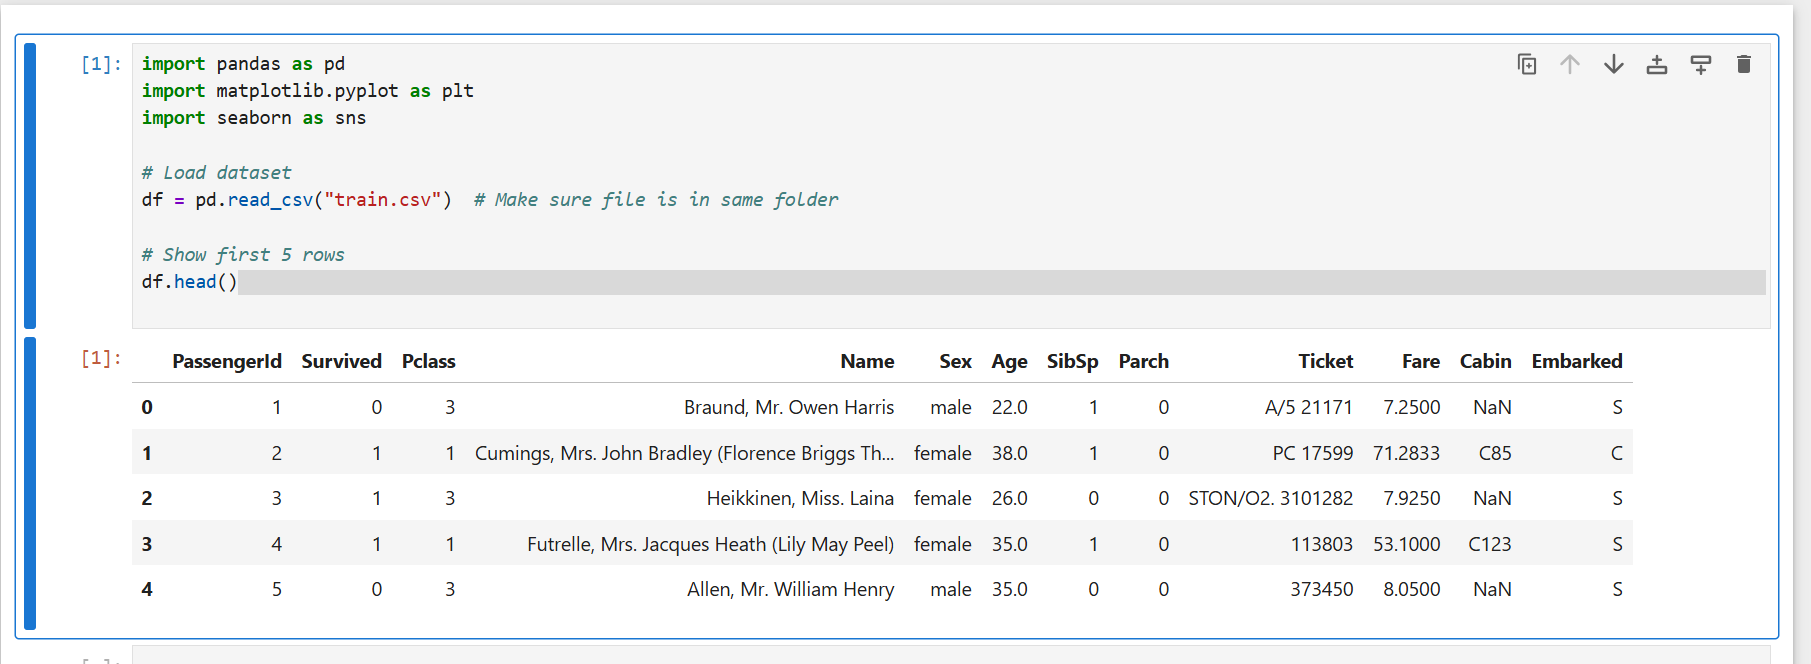 [1]:
import pandas as pd
import matplotlib.pyplot as plt
import seaborn as sns
# Load dataset
df = pd.read_csv("train.csv")  # Make sure file is in same folder
# Show first 5 rows
df.head()
[1]:
PassengerId Survived Pclass Name Sex Age SibSp Parch Ticket Fare Cabin Embarked
0 1 0 3 Braund, Mr. Owen Harris male 22.0 1 0 A/5 21171 7.2500 NaN S
1 2 1 1 Cumings, Mrs. John Bradley (Florence Briggs Th... female 38.0 1 0 PC 17599 71.2833 C85 C
2 3 1 3 Heikkinen, Miss. Laina female 26.0 0 0 STON/O2. 3101282 7.9250 NaN S
3 4 1 1 Futrelle, Mrs. Jacques Heath (Lily May Peel) female 35.0 1 0 113803 53.1000 C123 S
4 5 0 3 Allen, Mr. William Henry male 35.0 0 0 373450 8.0500 NaN S